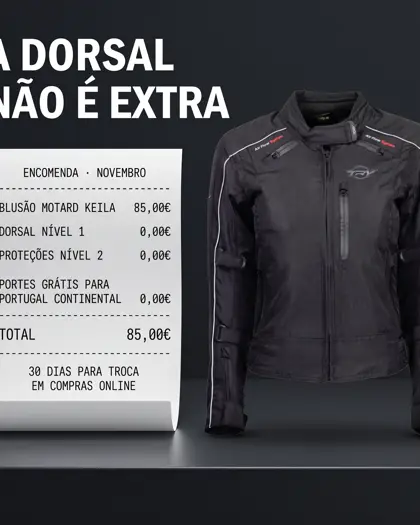 A DORSAL
NÃO É EXTRA
ENCOMENDA · NOVEMBRO
BLUSÃO MOTARD KEILA 85,00€
DORSAL NÍVEL 1 0,00€
PROTEÇÕES NÍVEL 2 0,00€
PORTES GRÁTIS PARA
PORTUGAL CONTINENTAL 0,00€
TOTAL 85,00€
30 DIAS PARA TROCA
EM COMPRAS ONLINE